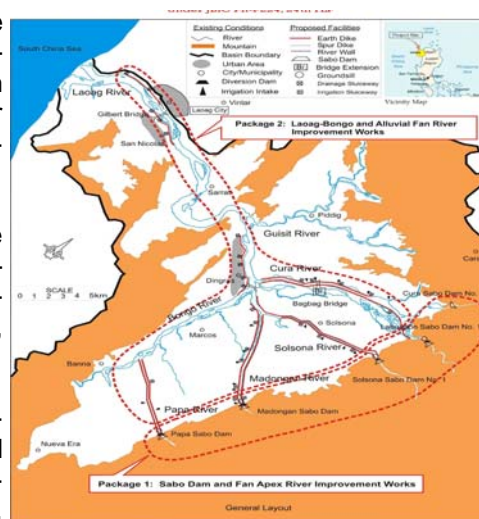 South China Sea
Existing Conditions
River
Mountain
Basin Boundary
Urban Area
City/Municipality
Diversion Dam
Irrigation Intake
Proposed Facilities
Earth Dike
Spur Dike
River Wall
Sabo Dam
Bridge Extension
Groundsill
Drainage Sluiceway
Irrigation Sluiceway
Vicinity Map
Laoag River
Laoag City
Vintar
Gilbert Bridge
Package 2: Laoag-Bongo and Alluvial Fan River
Improvement Works
San Nicolas
Sarrat
Piddig
Guisit River
SCALE
0 1 2 3 4 5km
Dingras
Cura River
Cura Sabo Dam No.
Bagbag Bridge
Bongo River
Solsona
Marcos
Solsona River
Banna
Solsona Sabo Dam No. 1
Madongan River
Papa River
Madongan Sabo Dam
Papa Sabo Dam
Nueva Era
Package 1: Sabo Dam and Fan Apex River Improvement Works
General Layout